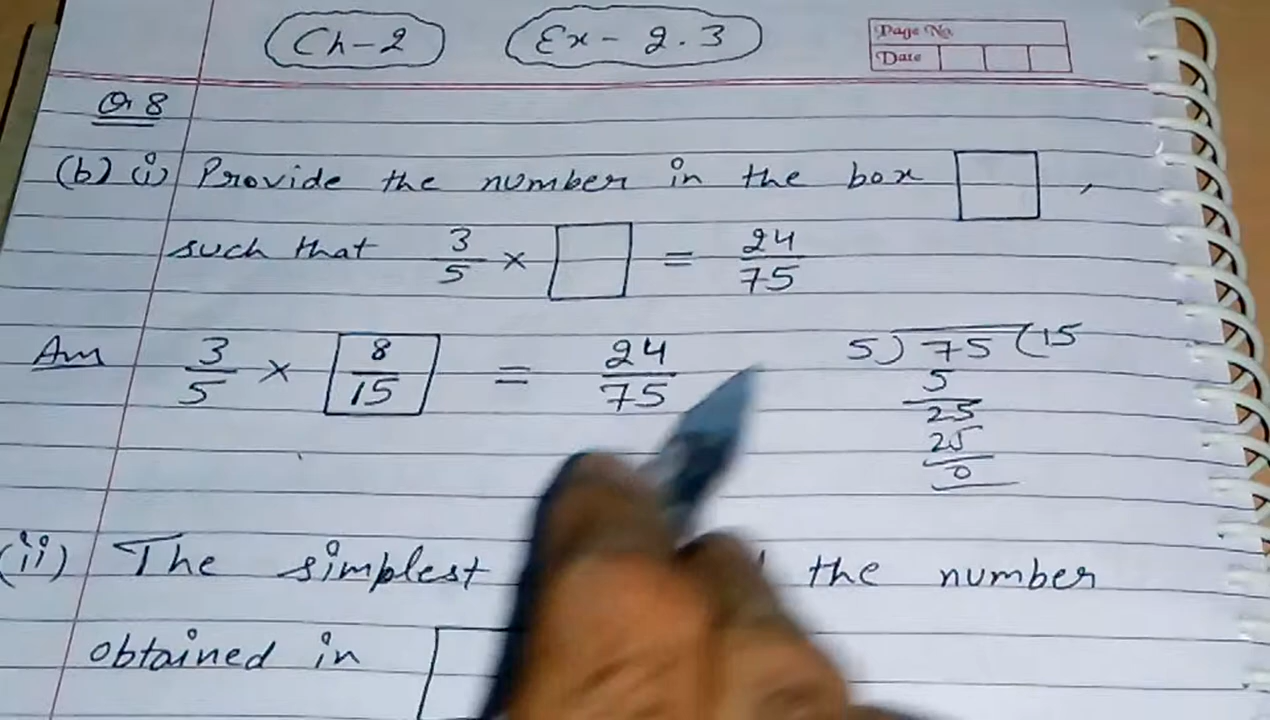 Ch-2 Ex-2.3
Page No.
Date
Q 8
(b) (i) Provide the number in the box □,
such that 3/5 × □ = 24/75
Ans 3/5 × 8/15 = 24/75
5)75(15
5
25
25
0
(ii) The simplest the number
obtained in